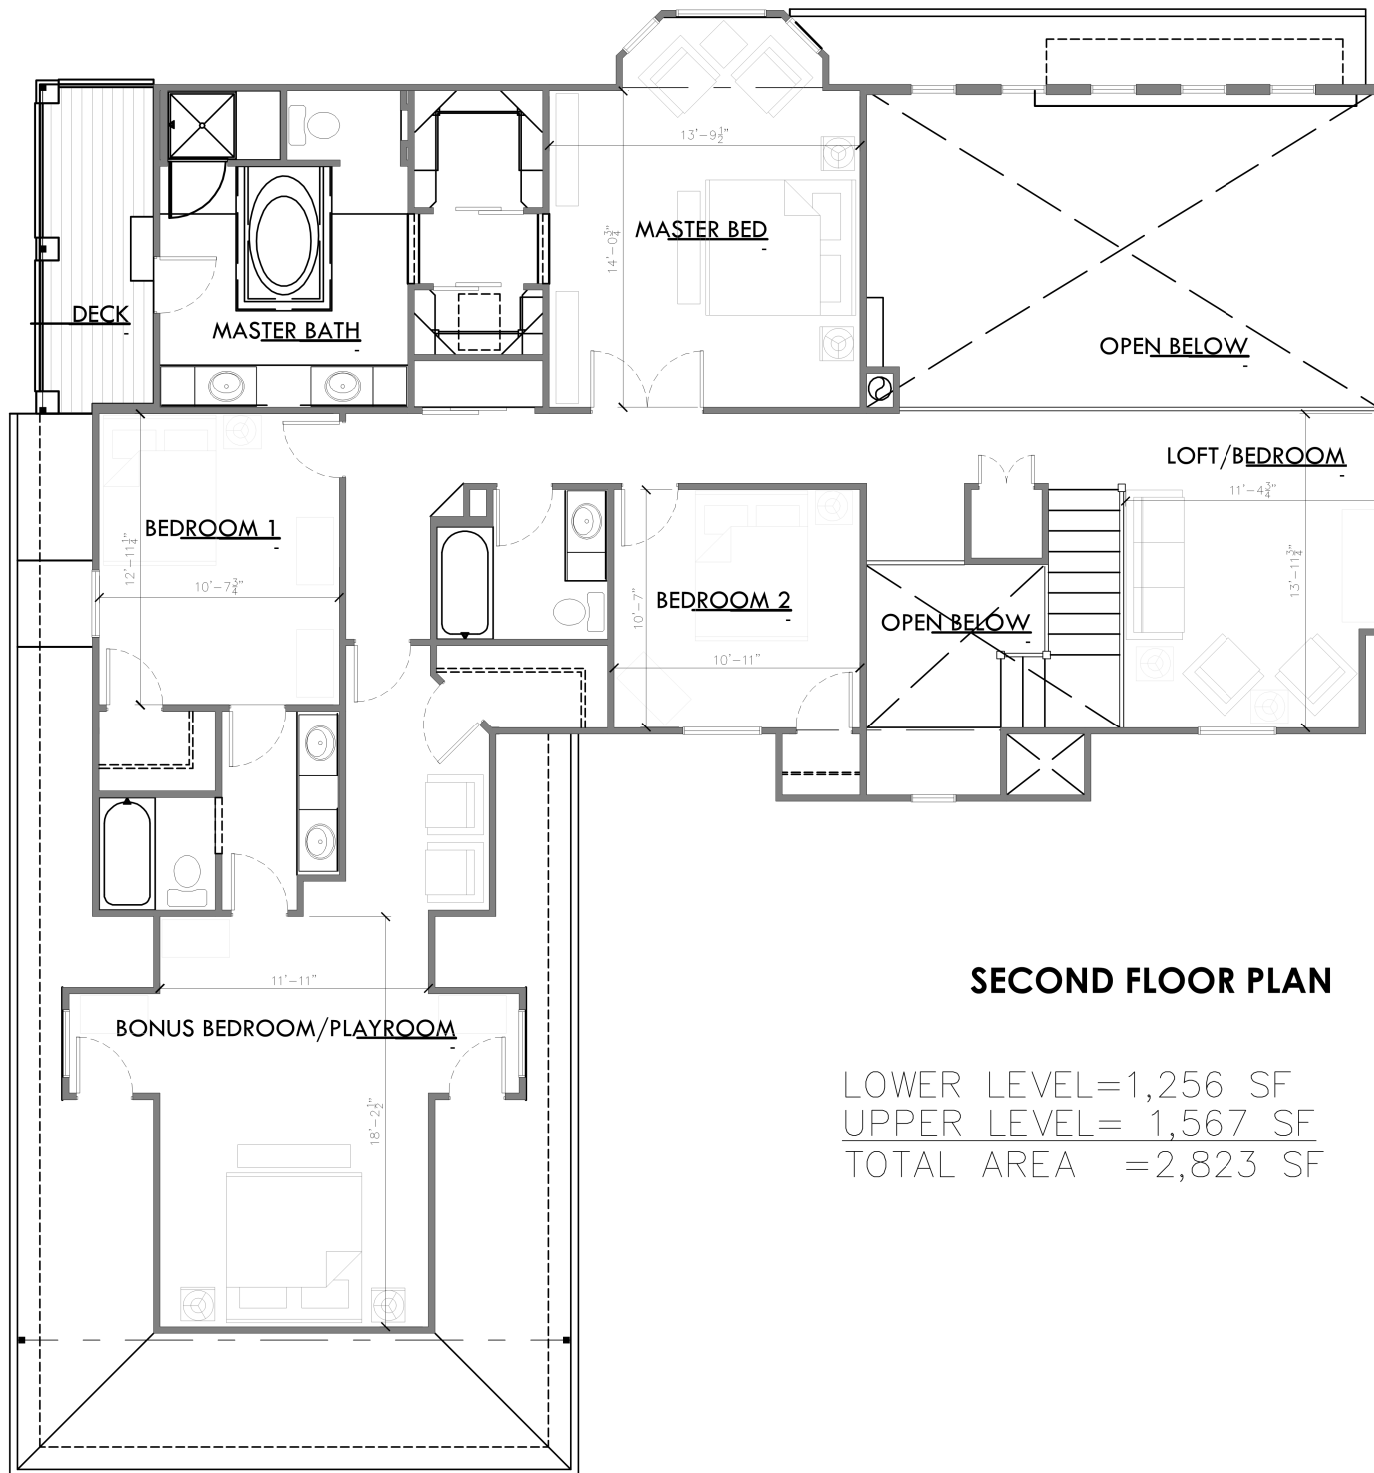 13'-9½"
MASTER BED
14'-0¾"
DECK
MASTER BATH
OPEN BELOW
LOFT/BEDROOM
11'-4¾"
BEDROOM 1
12'-11¼"
10'-7¾"
BEDROOM 2
10'-7"
10'-11"
OPEN BELOW
13'-11¾"
11'-11"
BONUS BEDROOM/PLAYROOM
18'-2½"
SECOND FLOOR PLAN
LOWER LEVEL=1,256 SF
UPPER LEVEL= 1,567 SF
TOTAL AREA =2,823 SF